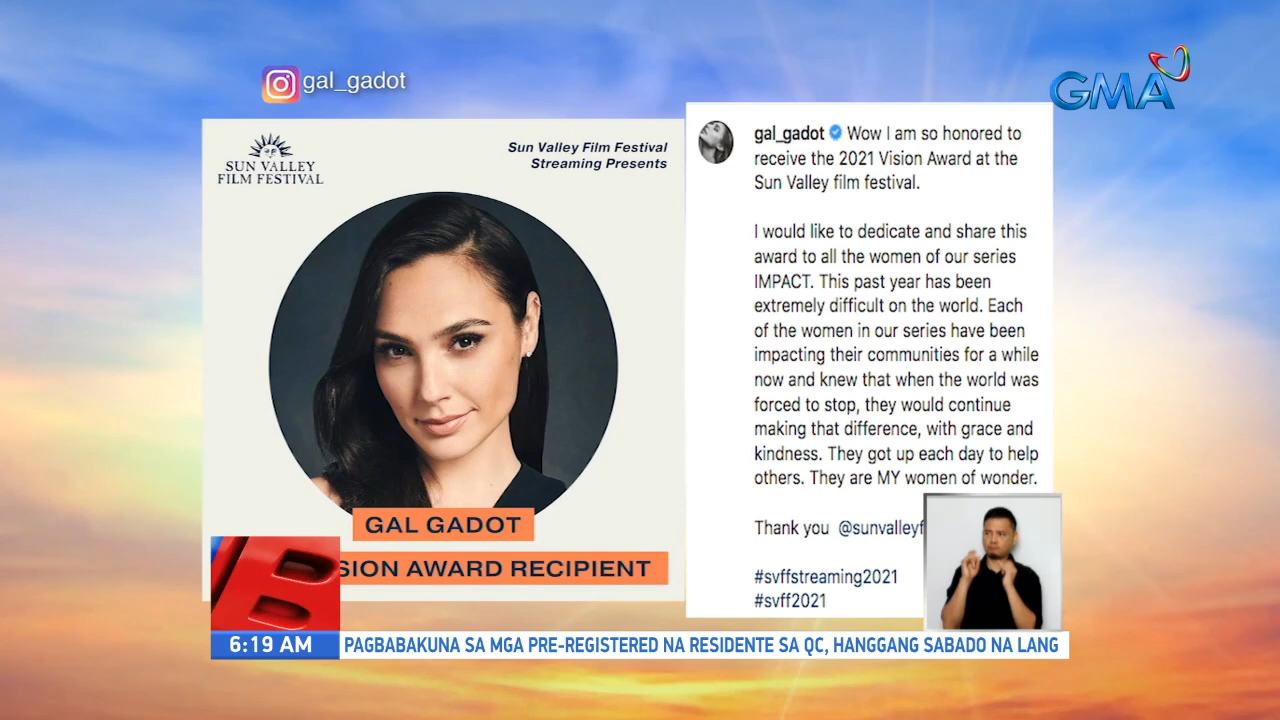 gal_gadot
GMA
SUN VALLEY
FILM FESTIVAL
Sun Valley Film Festival
Streaming Presents
GAL GADOT
SION AWARD RECIPIENT
gal_gadot Wow I am so honored to
receive the 2021 Vision Award at the
Sun Valley film festival.
I would like to dedicate and share this
award to all the women of our series
IMPACT. This past year has been
extremely difficult on the world. Each
of the women in our series have been
impacting their communities for a while
now and knew that when the world was
forced to stop, they would continue
making that difference, with grace and
kindness. They got up each day to help
others. They are MY women of wonder.
Thank you @sunvalleyf
#svffstreaming2021
#svff2021
B
6:19 AM
PAGBABAKUNA SA MGA PRE-REGISTERED NA RESIDENTE SA QC, HANGGANG SABADO NA LANG